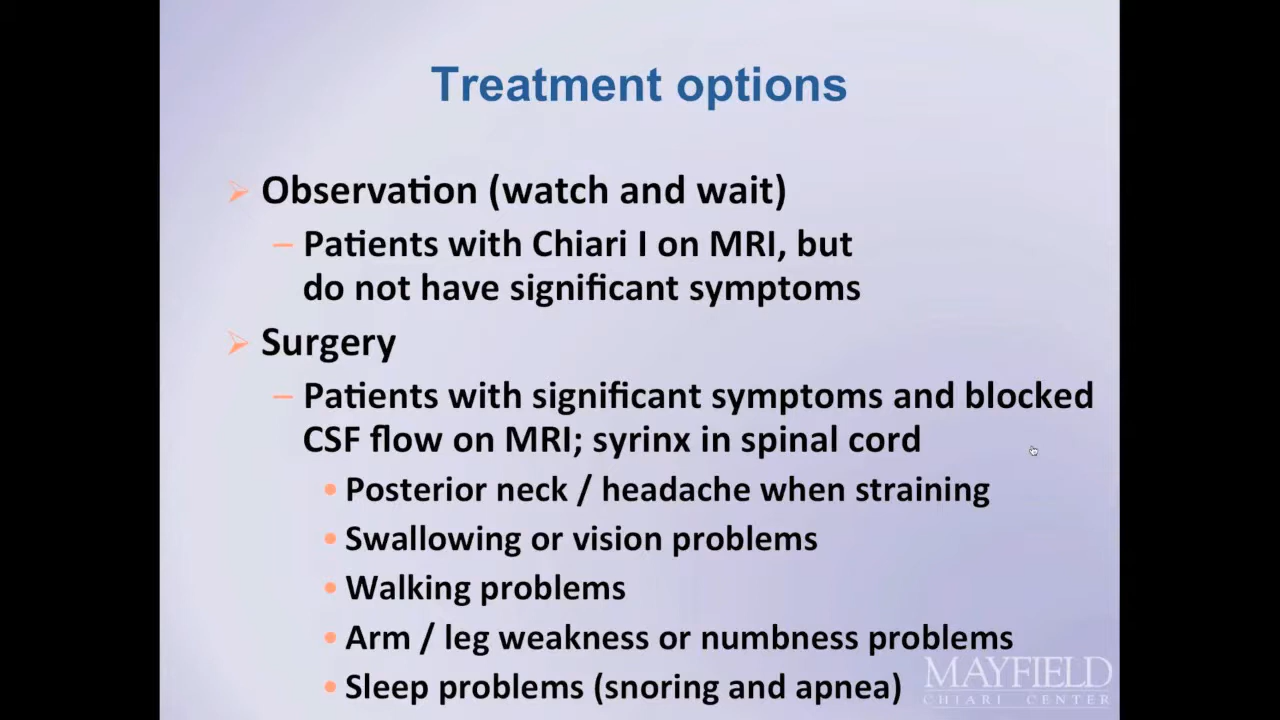 Treatment options
Observation (watch and wait)
– Patients with Chiari I on MRI, but
do not have significant symptoms
Surgery
– Patients with significant symptoms and blocked
CSF flow on MRI; syrinx in spinal cord
• Posterior neck / headache when straining
• Swallowing or vision problems
• Walking problems
• Arm / leg weakness or numbness problems
• Sleep problems (snoring and apnea)
MAYFIELD
CHIARI CENTER